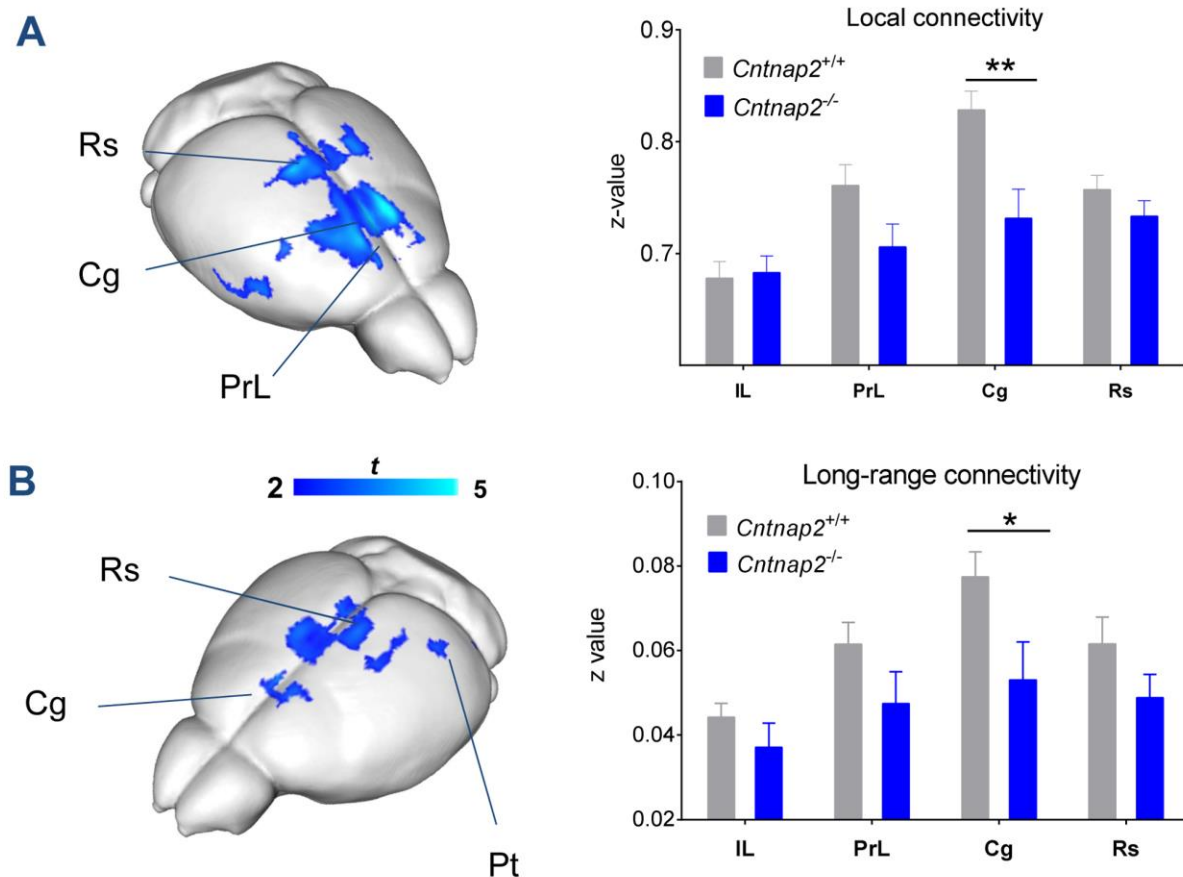 A
Rs
Cg
PrL
Local connectivity
Cntnap2+/+
Cntnap2-/-
**
z-value
0.9
0.8
0.7
IL PrL Cg Rs
B
t
2 5
Rs
Cg
Pt
Long-range connectivity
Cntnap2+/+
Cntnap2-/-
*
z value
0.10
0.08
0.06
0.04
0.02
IL PrL Cg Rs